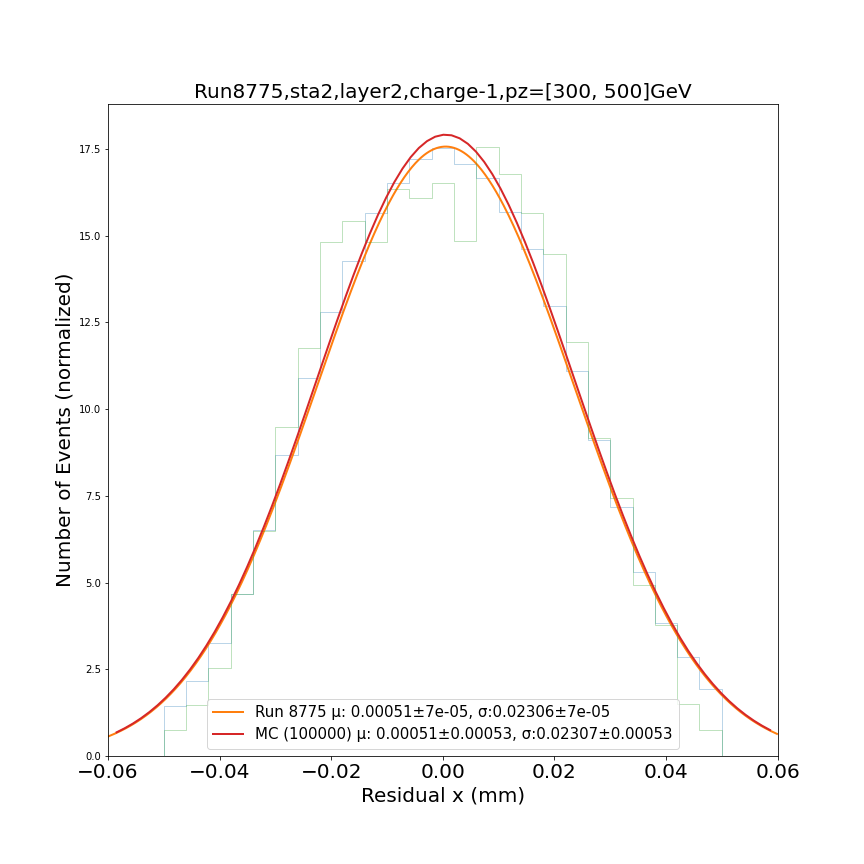 Run8775,sta2,layer2,charge-1,pz=[300, 500]GeV
Number of Events (normalized)
17.5
15.0
12.5
10.0
7.5
5.0
2.5
0.0
Run 8775 μ: 0.00051±7e-05, σ:0.02306±7e-05
MC (100000) μ: 0.00051±0.00053, σ:0.02307±0.00053
−0.06 −0.04 −0.02 0.00 0.02 0.04 0.06
Residual x (mm)